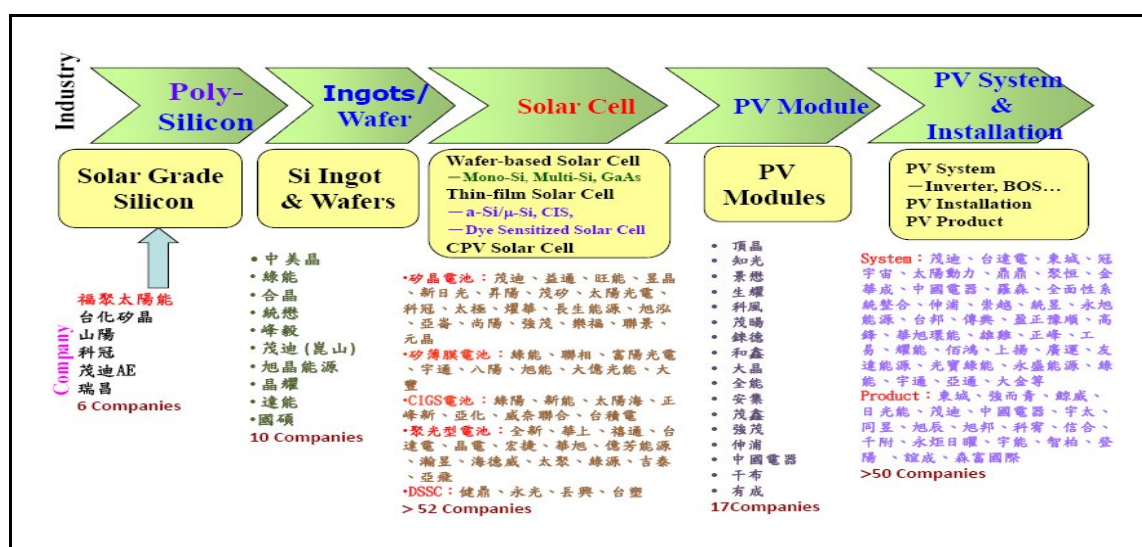 Industry
Poly-
Silicon
Ingots/
Wafer
Solar Cell
PV Module
PV System
&
Installation
Solar Grade
Silicon
Si Ingot
& Wafers
Wafer-based Solar Cell
－Mono-Si, Multi-Si, GaAs
Thin-film Solar Cell
－a-Si/μ-Si, CIS,
－Dye Sensitized Solar Cell
CPV Solar Cell
PV
Modules
PV System
－Inverter, BOS…
PV Installation
PV Product
Company
福聚太陽能
台化矽晶
山陽
科冠
茂迪AE
瑞昌
6 Companies
• 中美晶
• 綠能
• 合晶
• 統懋
• 峰毅
• 茂迪(崑山)
• 旭晶能源
• 晶耀
• 達能
• 國碩
10 Companies
•矽晶電池：茂迪、益通、旺能、昱晶
、新日光、昇陽、茂矽、太陽光電、
科冠、太極、燿華、長生能源、旭泓
、亞崙、尚陽、強茂、樂福、聯景、
元晶
•矽薄膜電池：綠能、聯相、富陽光電
、宇通、八陽、旭能、大億光能、大
豐
•CIGS電池：綠陽、新能、太陽海、正
峰新、亞化、威奈聯合、台積電
•聚光型電池：全新、華上、禧通、台
達電、晶電、宏捷、華旭、億芳能源
、瀚昱、海德威、太聚、綠源、吉泰
、亞飛
•DSSC：健鼎、永光、長興、台塑
> 52 Companies
• 頂晶
• 知光
• 景懋
• 生耀
• 科風
• 茂暘
• 錸德
• 和鑫
• 大晶
• 全能
• 安集
• 茂鑫
• 強茂
• 伸浦
• 中國電器
• 干布
• 有成
17Companies
System：茂迪、台達電、東城、冠
宇宙、太陽動力、鼎鼎、聚恒、金
華成、中國電器、羅森、全面性系
統整合、伸浦、崇越、統昱、永旭
能源、台邦、傳興、盈正豫順、高
鋒、華旭環能、雄雞、正峰、工
易、耀能、佰鴻、上揚、廣運、友
達能源、光寶綠能、永盛能源、綠
能、宇通、亞通、大金等
Product：東城、強而青、鯨威、
日光能、茂迪、中國電器、宇太、
同昱、旭辰、旭邦、科宥、信合、
千附、永炬日曜、宇能、智柏、登
陽、誼成、森富國際
>50 Companies